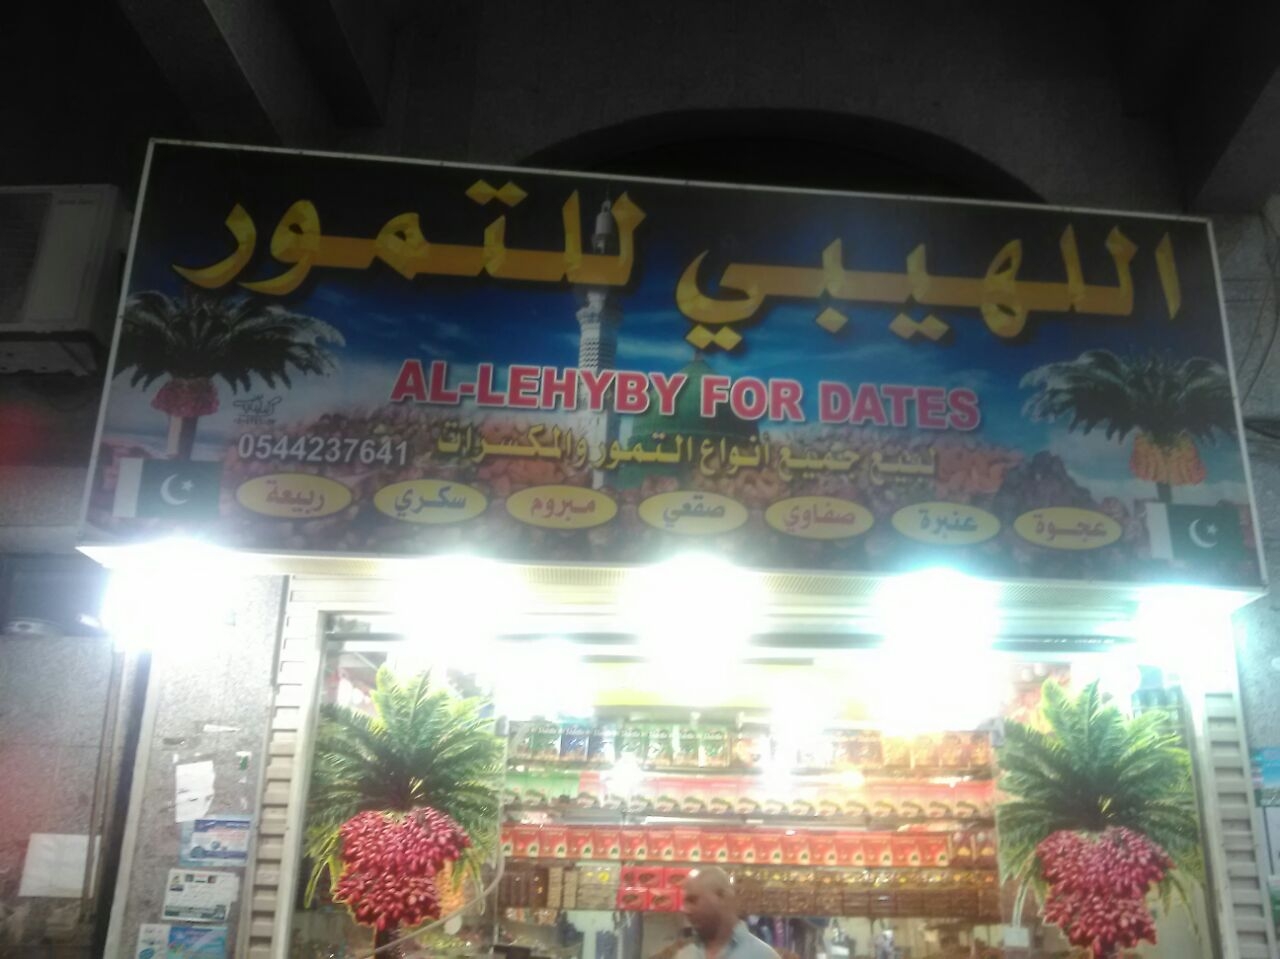 اللهيبي للتمور
AL-LEHYBY FOR DATES
لبيع جميع أنواع التمور والمكسرات
0544237641
عجوة
عنبرة
صفاوي
صقعي
مبروم
سكري
ربيعة